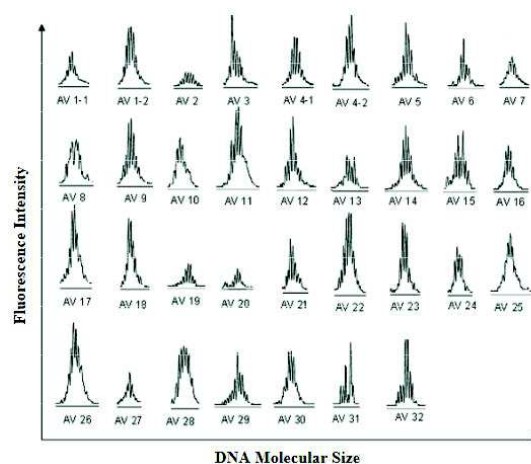 Fluorescence Intensity
AV 1-1 AV 1-2 AV 2 AV 3 AV 4-1 AV 4-2 AV 5 AV 6 AV 7
AV 8 AV 9 AV 10 AV 11 AV 12 AV 13 AV 14 AV 15 AV 16
AV 17 AV 18 AV 19 AV 20 AV 21 AV 22 AV 23 AV 24 AV 25
AV 26 AV 27 AV 28 AV 29 AV 30 AV 31 AV 32
DNA Molecular Size